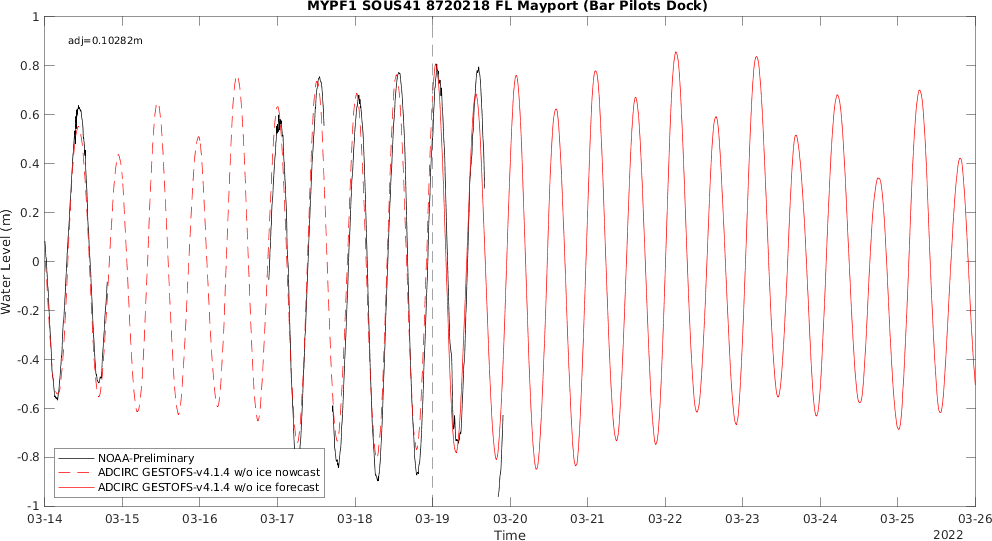 MYPF1 SOUS41 8720218 FL Mayport (Bar Pilots Dock)
adj=0.10282m
1
0.8
0.6
0.4
0.2
0
-0.2
-0.4
-0.6
-0.8
-1
Water Level (m)
NOAA-Preliminary
ADCIRC GESTOFS-v4.1.4 w/o ice nowcast
ADCIRC GESTOFS-v4.1.4 w/o ice forecast
03-14 03-15 03-16 03-17 03-18 03-19 03-20 03-21 03-22 03-23 03-24 03-25 03-26
Time
2022